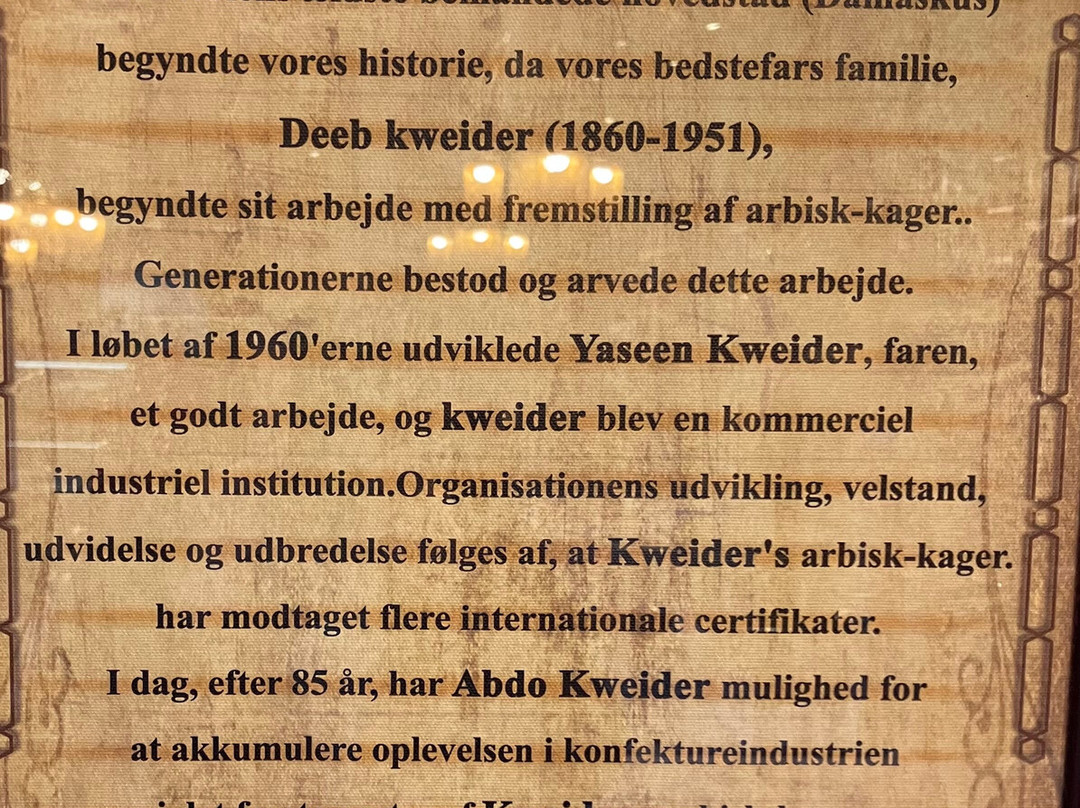 (Damaskus)
begyndte vores historie, da vores bedstefars familie,
Deeb kweider (1860-1951),
begyndte sit arbejde med fremstilling af arbisk-kager..
Generationerne bestod og arvede dette arbejde.
I løbet af 1960'erne udviklede Yaseen Kweider, faren,
et godt arbejde, og kweider blev en kommerciel
industriel institution.Organisationens udvikling, velstand,
udvidelse og udbredelse følges af, at Kweider's arbisk-kager.
har modtaget flere internationale certifikater.
I dag, efter 85 år, har Abdo Kweider mulighed for
at akkumulere oplevelsen i konfektureindustrien